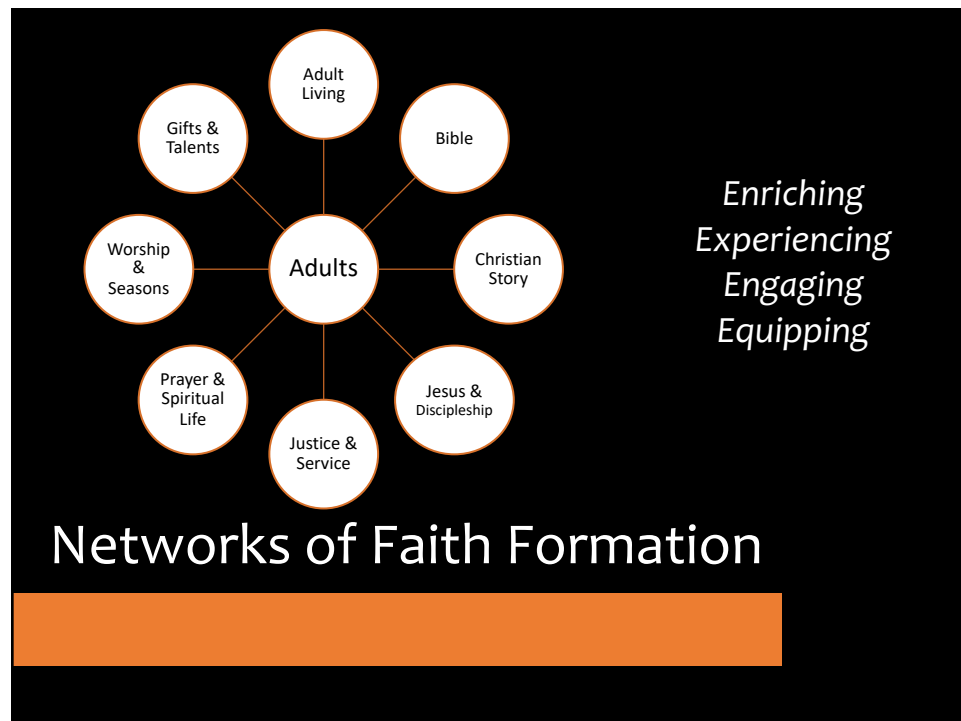 Adult
Living
Bible
Christian
Story
Jesus &
Discipleship
Justice &
Service
Prayer &
Spiritual
Life
Worship
&
Seasons
Gifts &
Talents
Adults
Enriching
Experiencing
Engaging
Equipping
Networks of Faith Formation